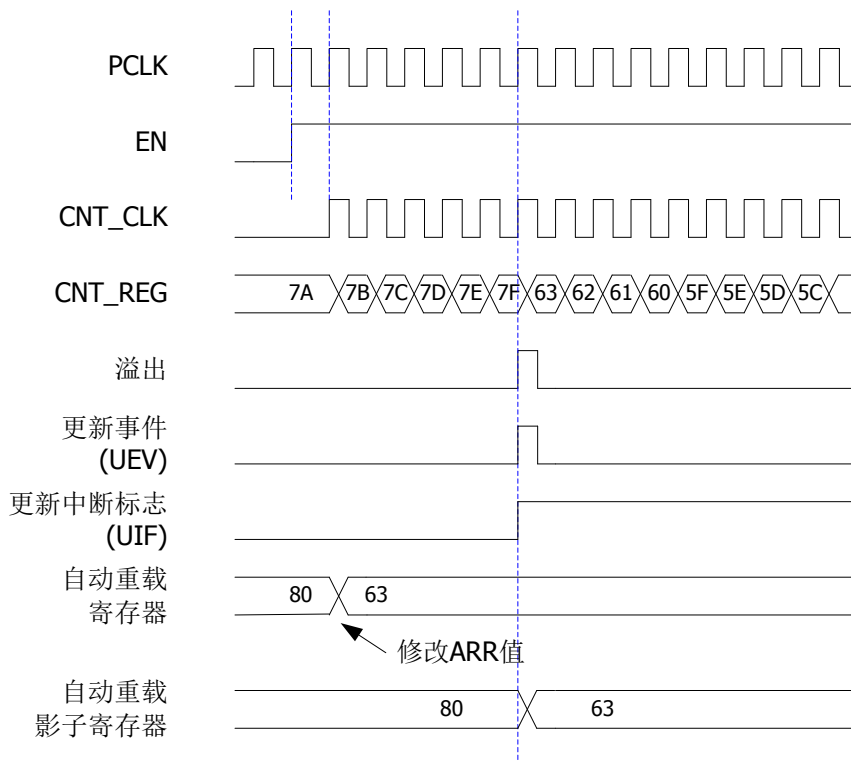 PCLK
EN
CNT_CLK
CNT_REG
7A 7B 7C 7D 7E 7F 63 62 61 60 5F 5E 5D 5C
溢出
更新事件
(UEV)
更新中断标志
(UIF)
自动重载
寄存器
80 63
修改ARR值
自动重载
影子寄存器
80 63